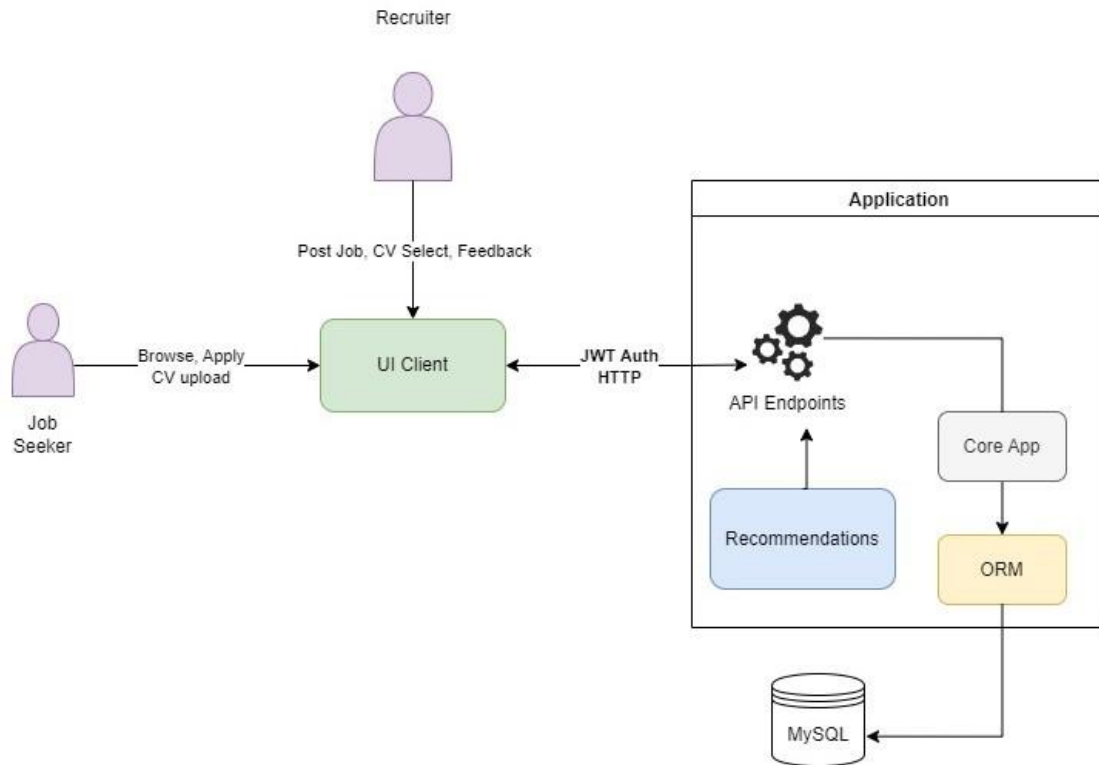 Recruiter
Application
Post Job, CV Select, Feedback
Browse, Apply
CV upload
UI Client
JWT Auth
HTTP
API Endpoints
Job
Seeker
Core App
Recommendations
ORM
MySQL